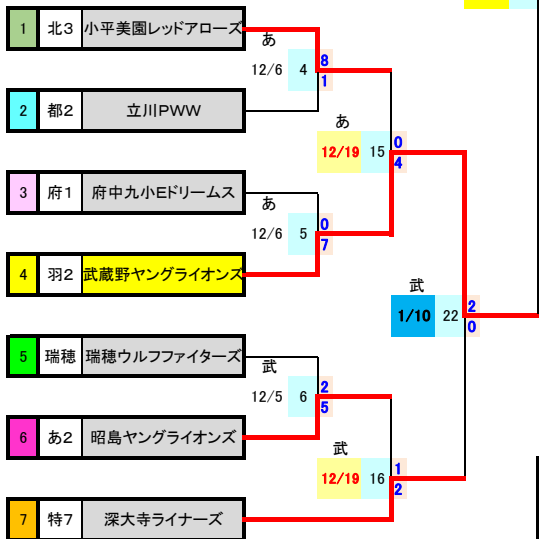 1 北3 小平美園レッドアローズ
あ
12/6 4 8
1
2 都2 立川PWW
あ
12/19 15 0
4
3 府1 府中九小Eドリームス
あ
12/6 5 0
7
4 羽2 武蔵野ヤングライオンズ
武
1/10 22 2
0
5 瑞穂 瑞穂ウルフファイターズ
武
12/5 6 2
5
6 あ2 昭島ヤングライオンズ
武
12/19 16 1
2
7 特7 深大寺ライナーズ